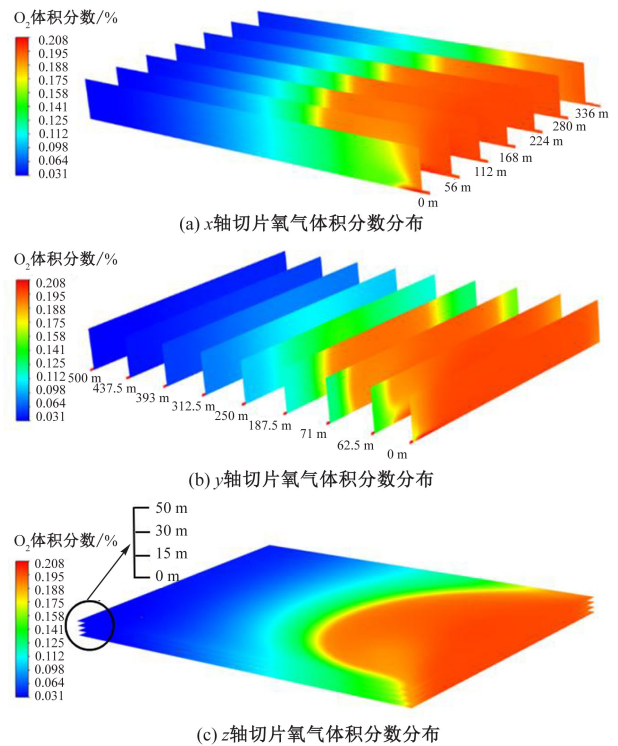 O2体积分数/%
0.208
0.195
0.188
0.175
0.158
0.141
0.125
0.112
0.098
0.064
0.031
336 m
280 m
224 m
168 m
112 m
56 m
0 m
(a) x轴切片氧气体积分数分布
O2体积分数/%
0.208
0.195
0.188
0.175
0.158
0.141
0.125
0.112
0.098
0.064
0.031
500 m
437.5 m
393 m
312.5 m
250 m
187.5 m
71 m
62.5 m
0 m
(b) y轴切片氧气体积分数分布
50 m
30 m
15 m
0 m
O2体积分数/%
0.208
0.195
0.188
0.175
0.158
0.141
0.125
0.112
0.098
0.064
0.031
(c) z轴切片氧气体积分数分布